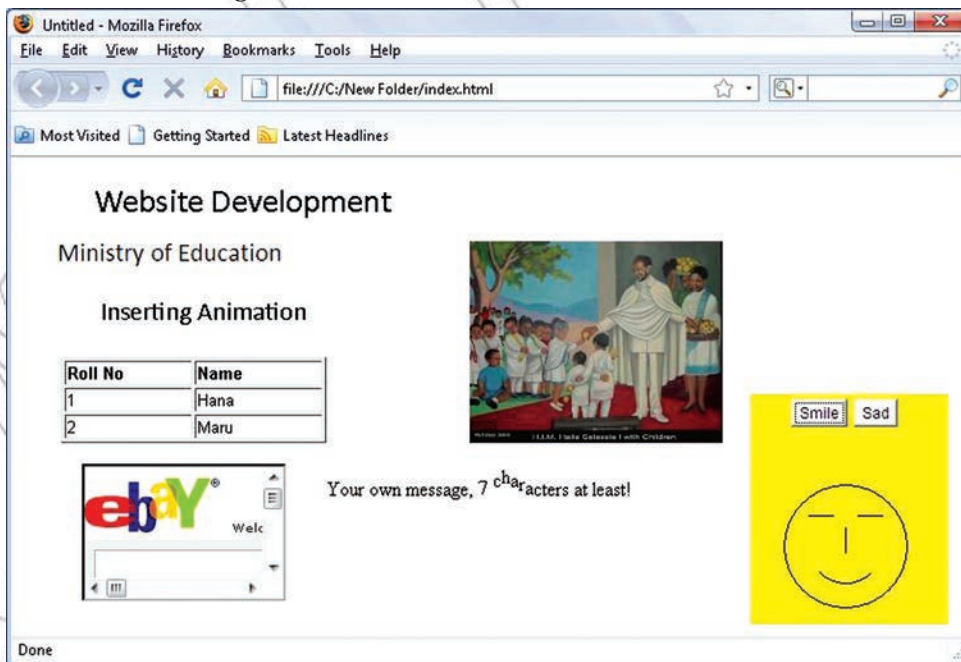 Untitled - Mozilla Firefox
File Edit View History Bookmarks Tools Help
file:///C:/New Folder/index.html
Most Visited Getting Started Latest Headlines
Website Development
Ministry of Education
Inserting Animation
Roll No Name
1 Hana
2 Maru
ebaY®
Welc
Your own message, 7 characters at least!
Smile Sad
with Children
Done